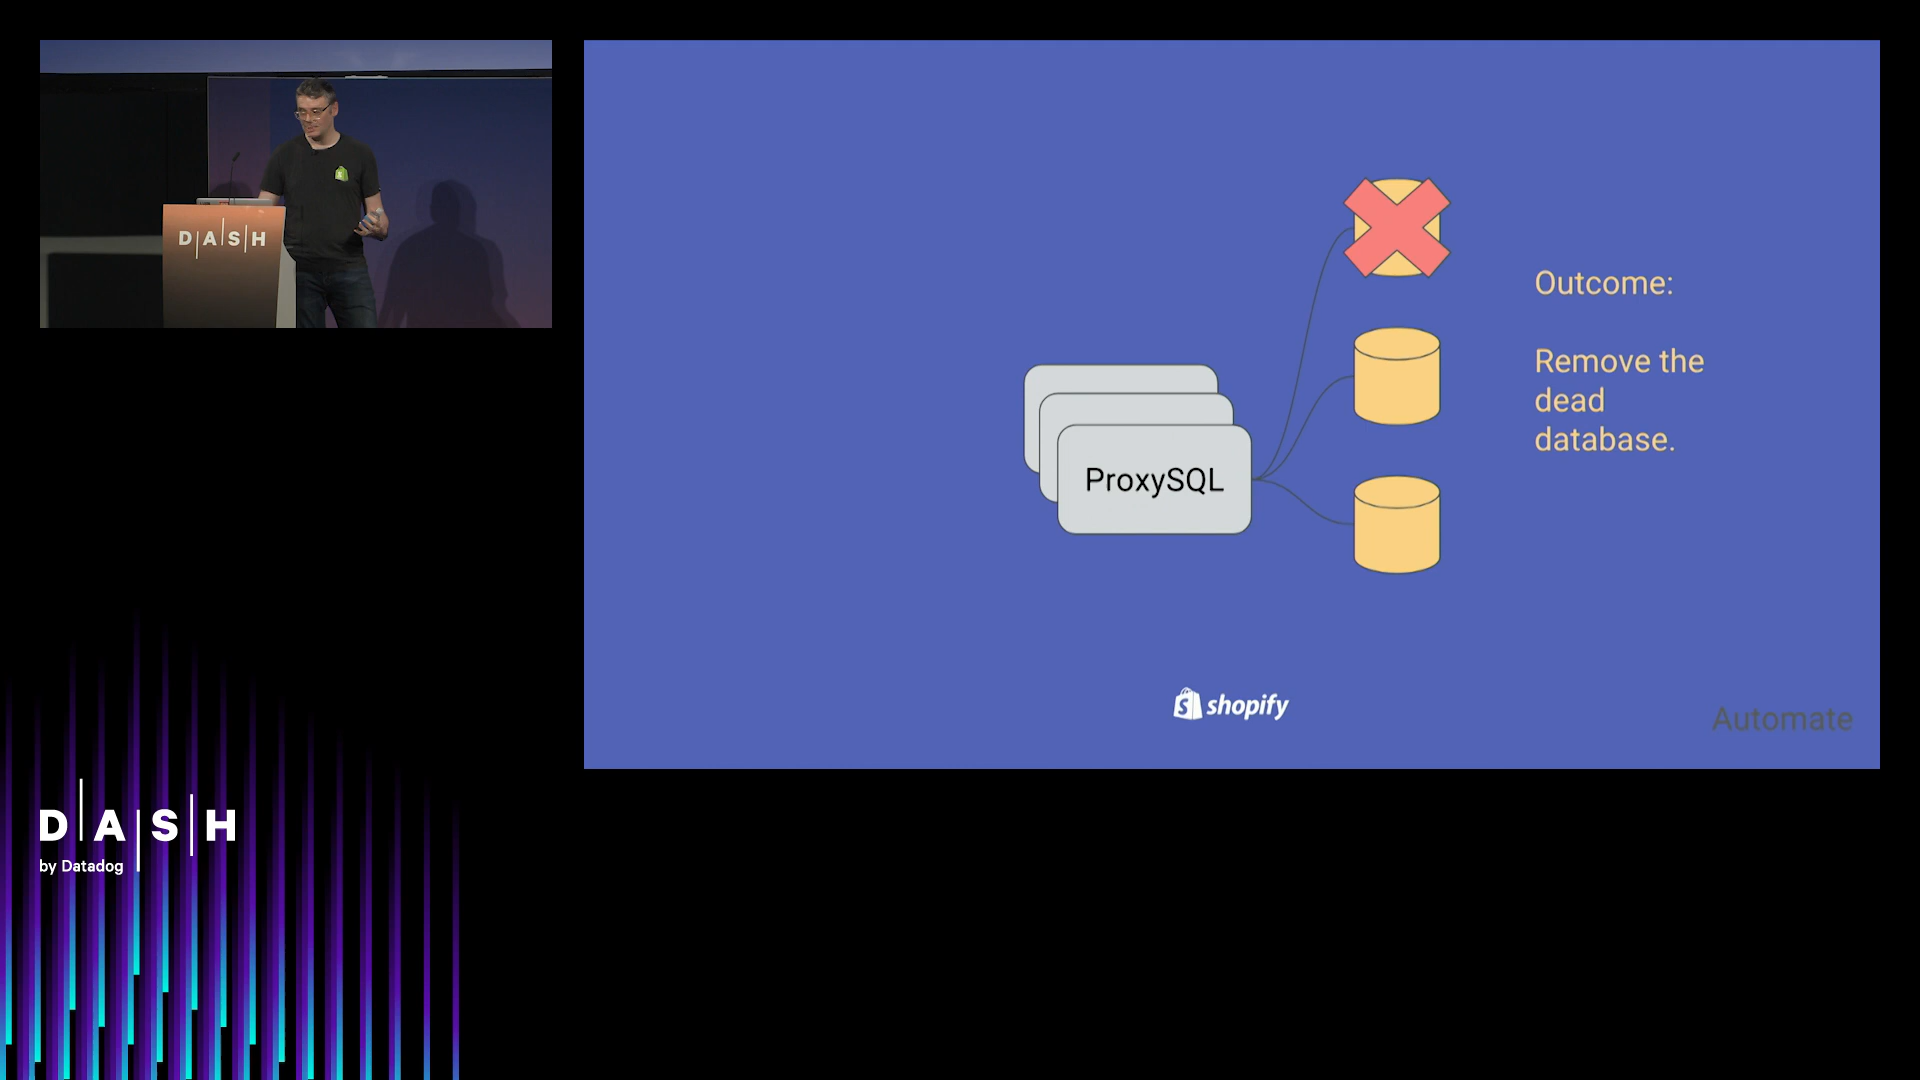 D|A|S|H
ProxySQL
Outcome:
Remove the
dead
database.
shopify
Automate
D|A|S|H
by Datadog